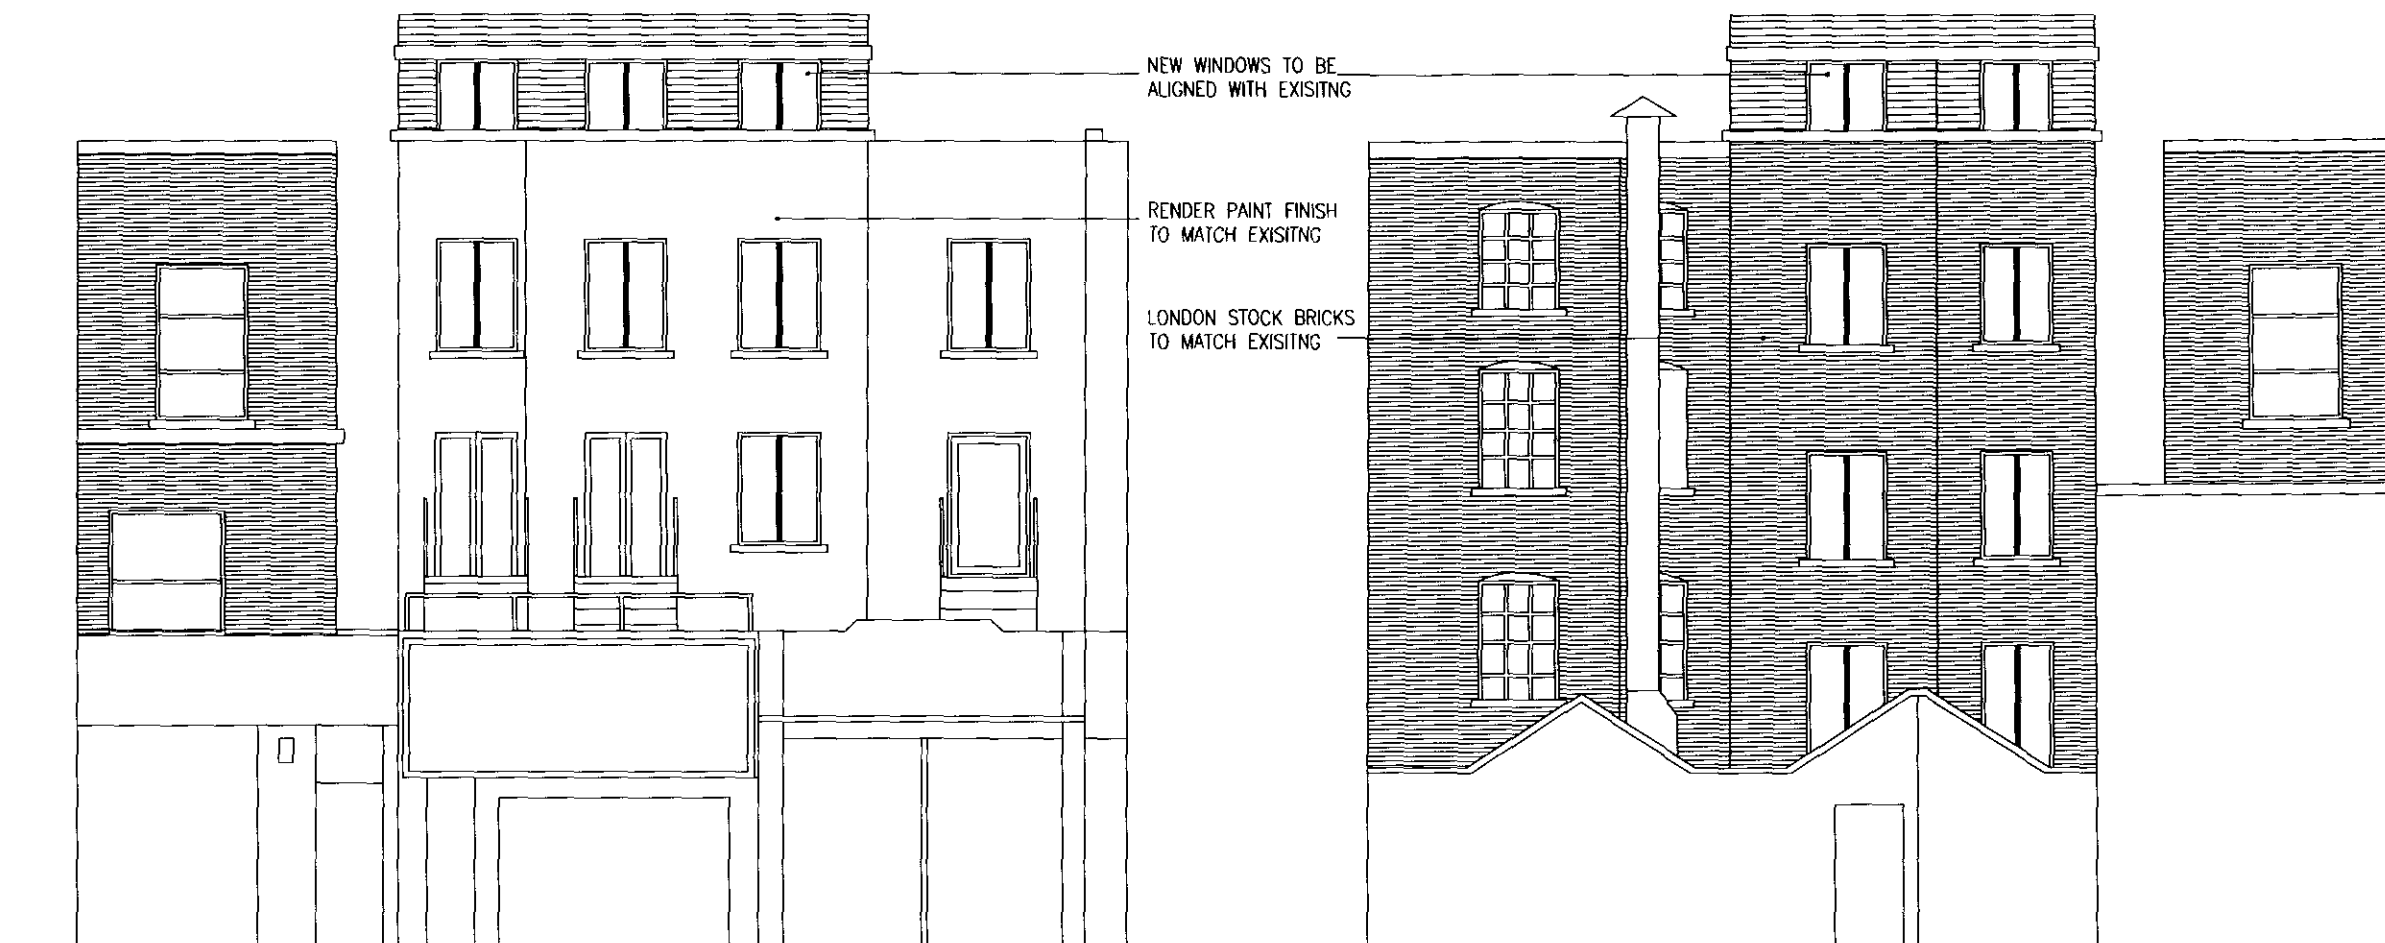 NEW WINDOWS TO BE
ALIGNED WITH EXISITNG
RENDER PAINT FINISH
TO MATCH EXISITNG
LONDON STOCK BRICKS
TO MATCH EXISITNG